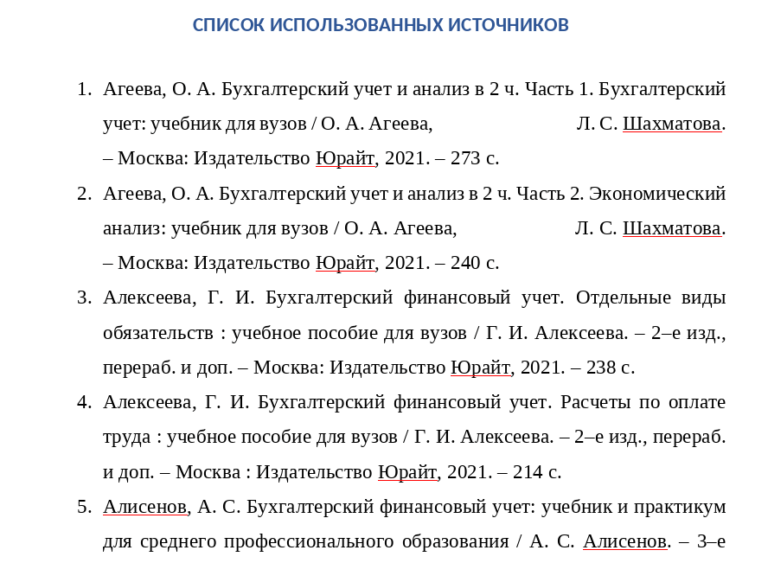 СПИСОК ИСПОЛЬЗОВАННЫХ ИСТОЧНИКОВ
1. Агеева, О. А. Бухгалтерский учет и анализ в 2 ч. Часть 1. Бухгалтерский
учет: учебник для вузов / О. А. Агеева, Л. С. Шахматова.
– Москва: Издательство Юрайт, 2021. – 273 с.
2. Агеева, О. А. Бухгалтерский учет и анализ в 2 ч. Часть 2. Экономический
анализ: учебник для вузов / О. А. Агеева, Л. С. Шахматова.
– Москва: Издательство Юрайт, 2021. – 240 с.
3. Алексеева, Г. И. Бухгалтерский финансовый учет. Отдельные виды
обязательств : учебное пособие для вузов / Г. И. Алексеева. – 2–е изд.,
перераб. и доп. – Москва: Издательство Юрайт, 2021. – 238 с.
4. Алексеева, Г. И. Бухгалтерский финансовый учет. Расчеты по оплате
труда : учебное пособие для вузов / Г. И. Алексеева. – 2–е изд., перераб.
и доп. – Москва : Издательство Юрайт, 2021. – 214 с.
5. Алисенов, А. С. Бухгалтерский финансовый учет: учебник и практикум
для среднего профессионального образования / А. С. Алисенов. – 3–е